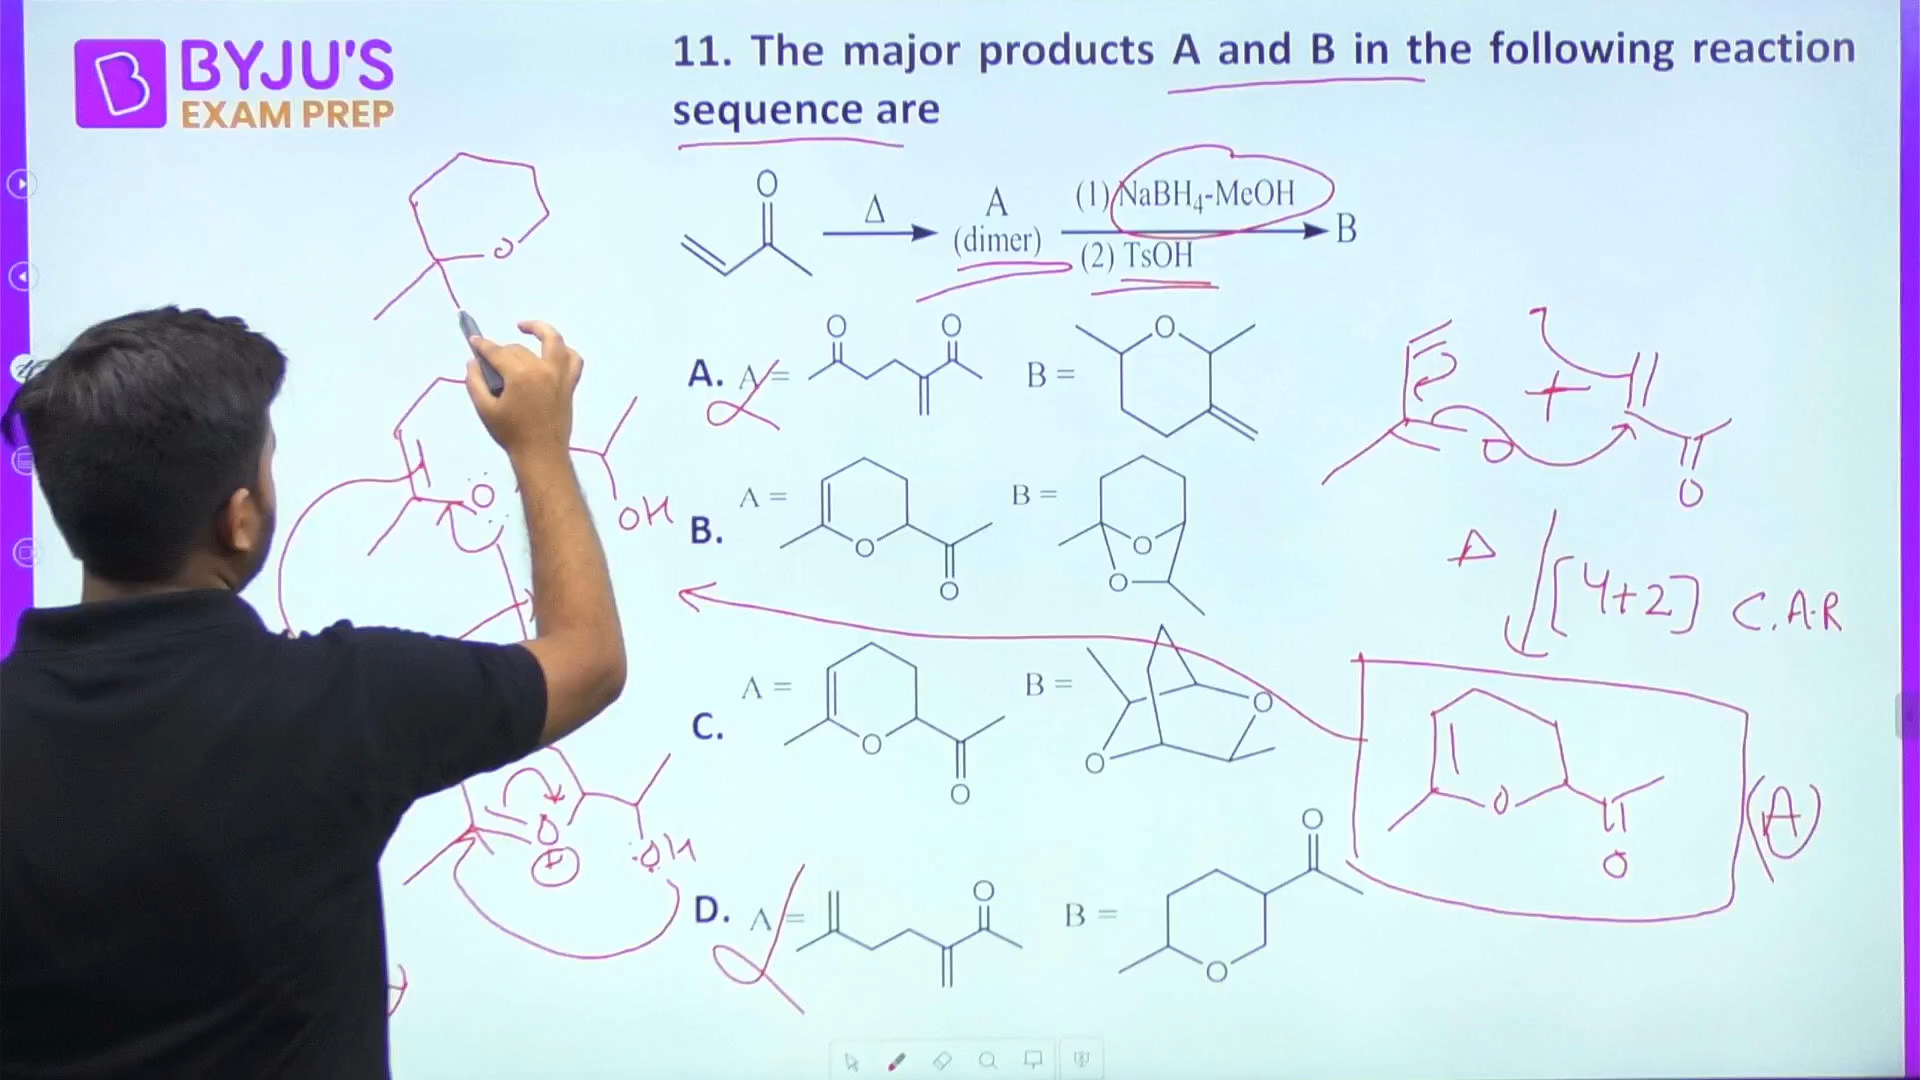 BYJU'S
EXAM PREP
11. The major products A and B in the following reaction
sequence are
O
Δ
A
(dimer)
(1) NaBH4-MeOH
(2) TsOH
B
O
A. A =
O O
B =
O
B. A =
O
O
B =
O
O
C. A =
O
O
B =
O
O
D. A =
O
B =
O
O
O
O
OH
O
⊕
:OH
+
O
O
Δ
[4+2] C.A.R
O
O
(A)